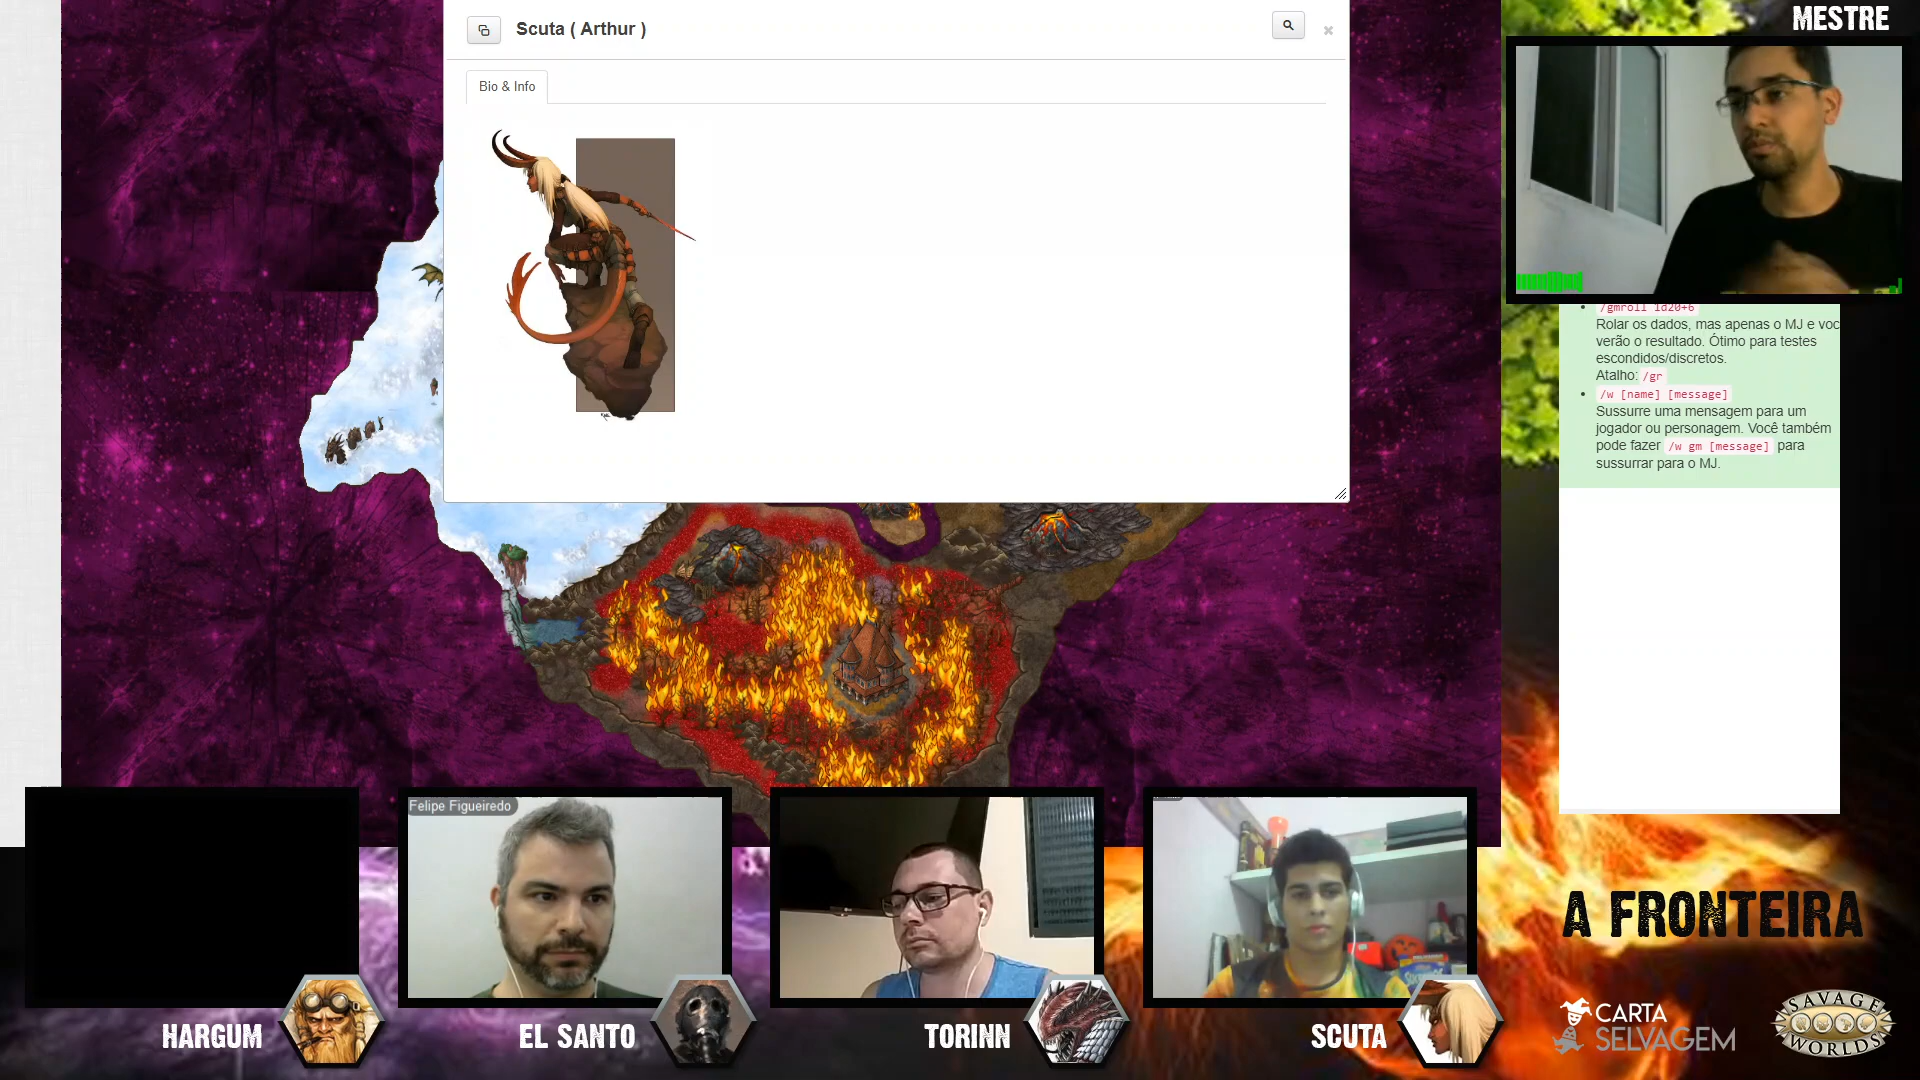 Scuta ( Arthur )
Bio & Info
MESTRE
/gmroll 1d20+6
Rolar os dados, mas apenas o MJ e voc
verão o resultado. Ótimo para testes
escondidos/discretos.
Atalho: /gr
/w [name] [message]
Sussurre uma mensagem para um
jogador ou personagem. Você também
pode fazer /w gm [message] para
sussurrar para o MJ.
Felipe Figueiredo
HARGUM
EL SANTO
TORINN
SCUTA
A FRONTEIRA
CARTA
SELVAGEM
SAVAGE
WORLDS